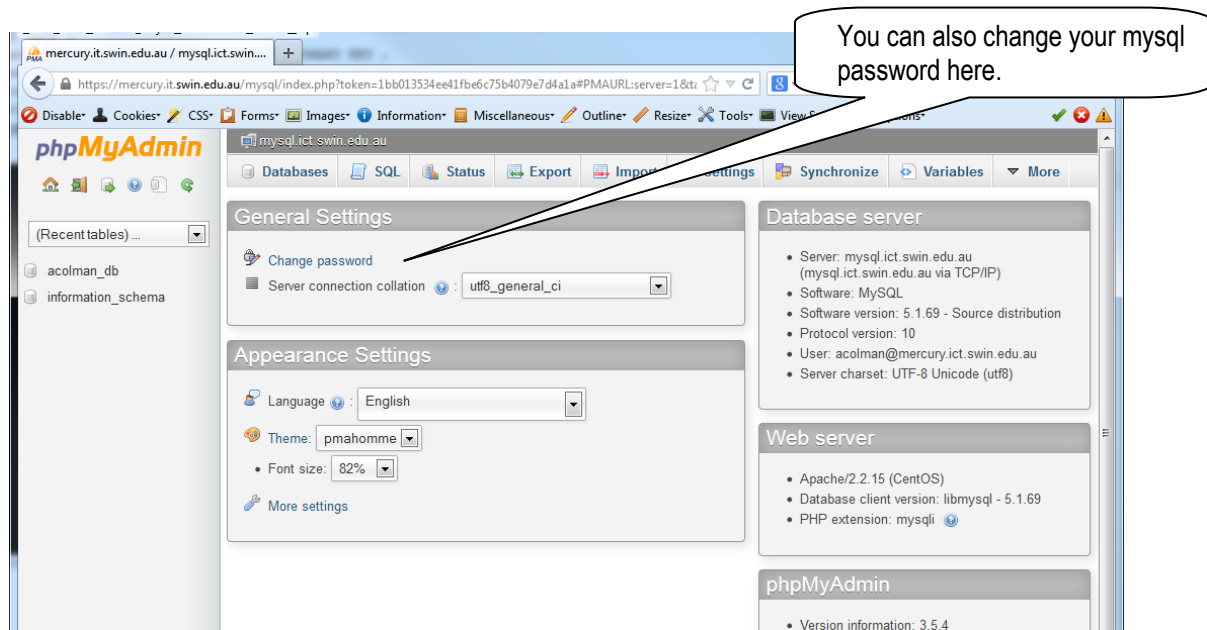 You can also change your mysql
password here.
mercury.it.swin.edu.au / mysql.ict.swin....
https://mercury.it.swin.edu.au/mysql/index.php?token=1bb013534ee41fbe6c75b4079e7d4a1a#PMAURL:server=1&ta
Disable Cookies CSS Forms Images Information Miscellaneous Outline Resize Tools
phpMyAdmin
PMA
mysql.ict.swin.edu.au
Databases SQL Status Export Import Settings Synchronize Variables More
(Recent tables) ...
acolman_db
information_schema
General Settings
Change password
Server connection collation : utf8_general_ci
Appearance Settings
Language : English
Theme: pmahomme
• Font size: 82%
More settings
Database server
• Server: mysql.ict.swin.edu.au
(mysql.ict.swin.edu.au via TCP/IP)
• Software: MySQL
• Software version: 5.1.69 - Source distribution
• Protocol version: 10
• User: acolman@mercury.ict.swin.edu.au
• Server charset: UTF-8 Unicode (utf8)
Web server
• Apache/2.2.15 (CentOS)
• Database client version: libmysql - 5.1.69
• PHP extension: mysqli
phpMyAdmin
• Version information: 3.5.4